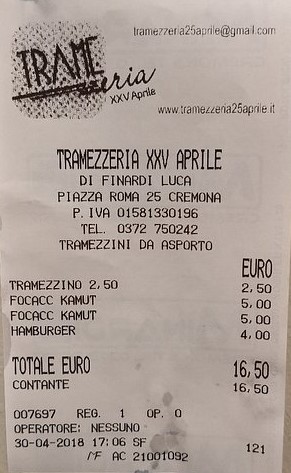 tramezzeria25aprile@gmail.com
TRAME
zzeria
XXV Aprile
www.tramezzeria25aprile.it
TRAMEZZERIA XXV APRILE
DI FINARDI LUCA
PIAZZA ROMA 25 CREMONA
P. IVA 01581330196
TEL. 0372 750242
TRAMEZZINI DA ASPORTO
EURO
TRAMEZZINO 2,50 2,50
FOCACC KAMUT 5,00
FOCACC KAMUT 5,00
HAMBURGER 4,00
TOTALE EURO 16,50
CONTANTE 16,50
007697 REG. 1 OP. 0
OPERATORE: NESSUNO
30-04-2018 17:06 SF 121
MF AC 21001092